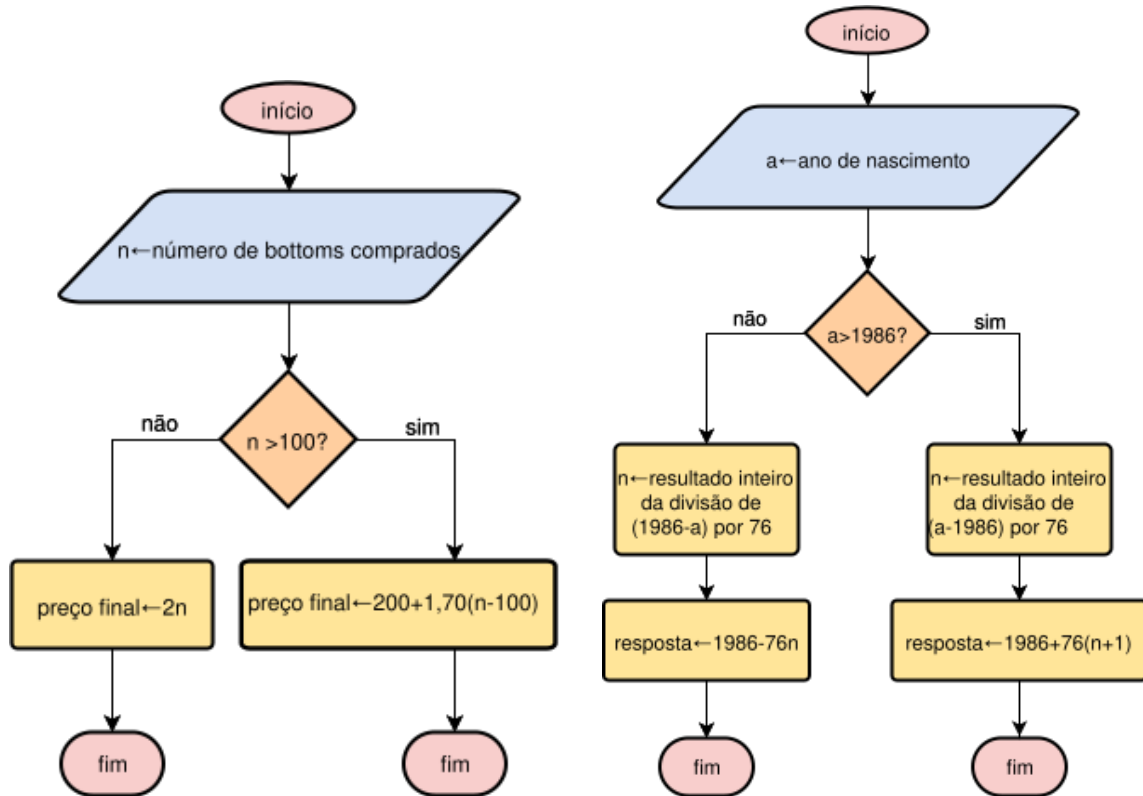 início
n←número de bottoms comprados
n >100?
não
sim
preço final←2n
preço final←200+1,70(n-100)
fim
fim
início
a←ano de nascimento
a>1986?
não
sim
n←resultado inteiro
da divisão de
(1986-a) por 76
n←resultado inteiro
da divisão de
(a-1986) por 76
resposta←1986-76n
resposta←1986+76(n+1)
fim
fim